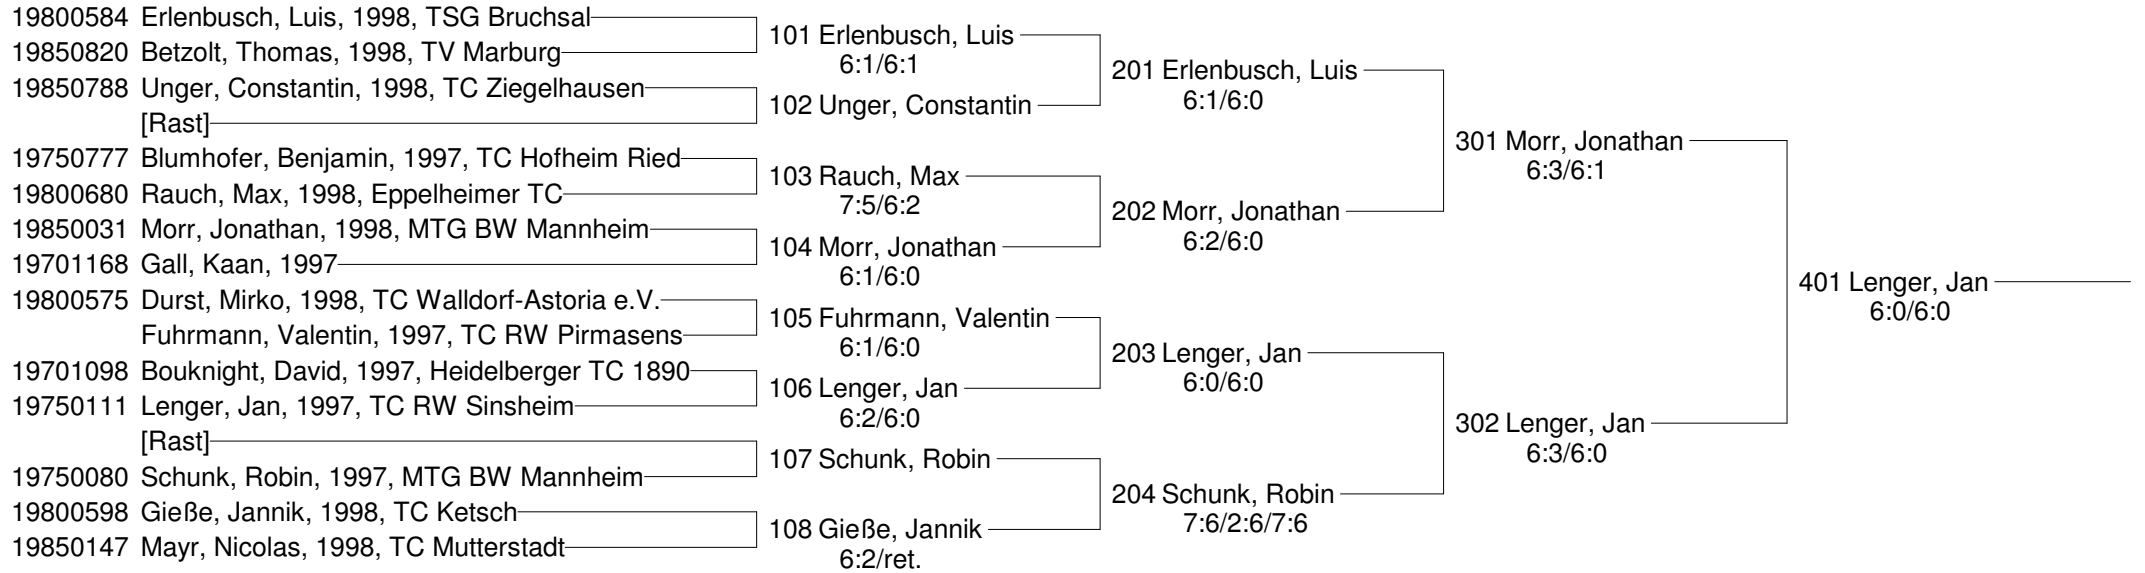 19800584 Erlenbusch, Luis, 1998, TSG Bruchsal
19850820 Betzolt, Thomas, 1998, TV Marburg
19850788 Unger, Constantin, 1998, TC Ziegelhausen
[Rast]
19750777 Blumhofer, Benjamin, 1997, TC Hofheim Ried
19800680 Rauch, Max, 1998, Eppelheimer TC
19850031 Morr, Jonathan, 1998, MTG BW Mannheim
19701168 Gall, Kaan, 1997
19800575 Durst, Mirko, 1998, TC Walldorf-Astoria e.V.
Fuhrmann, Valentin, 1997, TC RW Pirmasens
19701098 Bouknight, David, 1997, Heidelberger TC 1890
19750111 Lenger, Jan, 1997, TC RW Sinsheim
[Rast]
19750080 Schunk, Robin, 1997, MTG BW Mannheim
19800598 Gieße, Jannik, 1998, TC Ketsch
19850147 Mayr, Nicolas, 1998, TC Mutterstadt
101 Erlenbusch, Luis
6:1/6:1
102 Unger, Constantin
103 Rauch, Max
7:5/6:2
104 Morr, Jonathan
6:1/6:0
105 Fuhrmann, Valentin
6:1/6:0
106 Lenger, Jan
6:2/6:0
107 Schunk, Robin
108 Gieße, Jannik
6:2/ret.
201 Erlenbusch, Luis
6:1/6:0
202 Morr, Jonathan
6:2/6:0
203 Lenger, Jan
6:0/6:0
204 Schunk, Robin
7:6/2:6/7:6
301 Morr, Jonathan
6:3/6:1
302 Lenger, Jan
6:3/6:0
401 Lenger, Jan
6:0/6:0